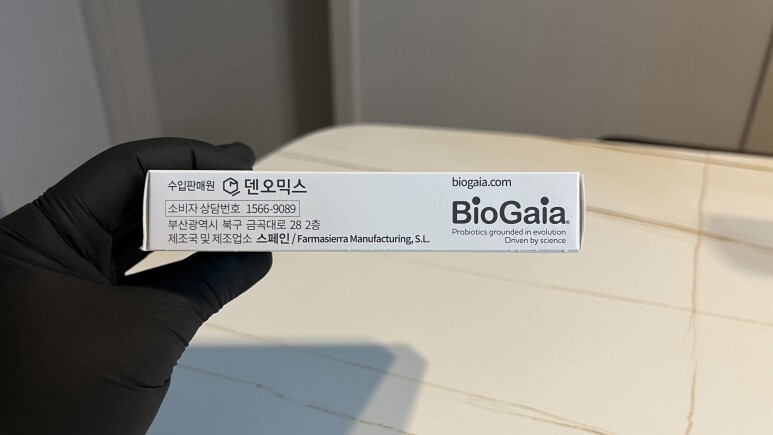 수입판매원 덴오믹스
소비자 상담번호 1566-9089
부산광역시 북구 금곡대로 28 2층
제조국 및 제조업소 스페인 / Farmasierra Manufacturing, S.L.
biogaia.com
BioGaia®
Probiotics grounded in evolution
Driven by science